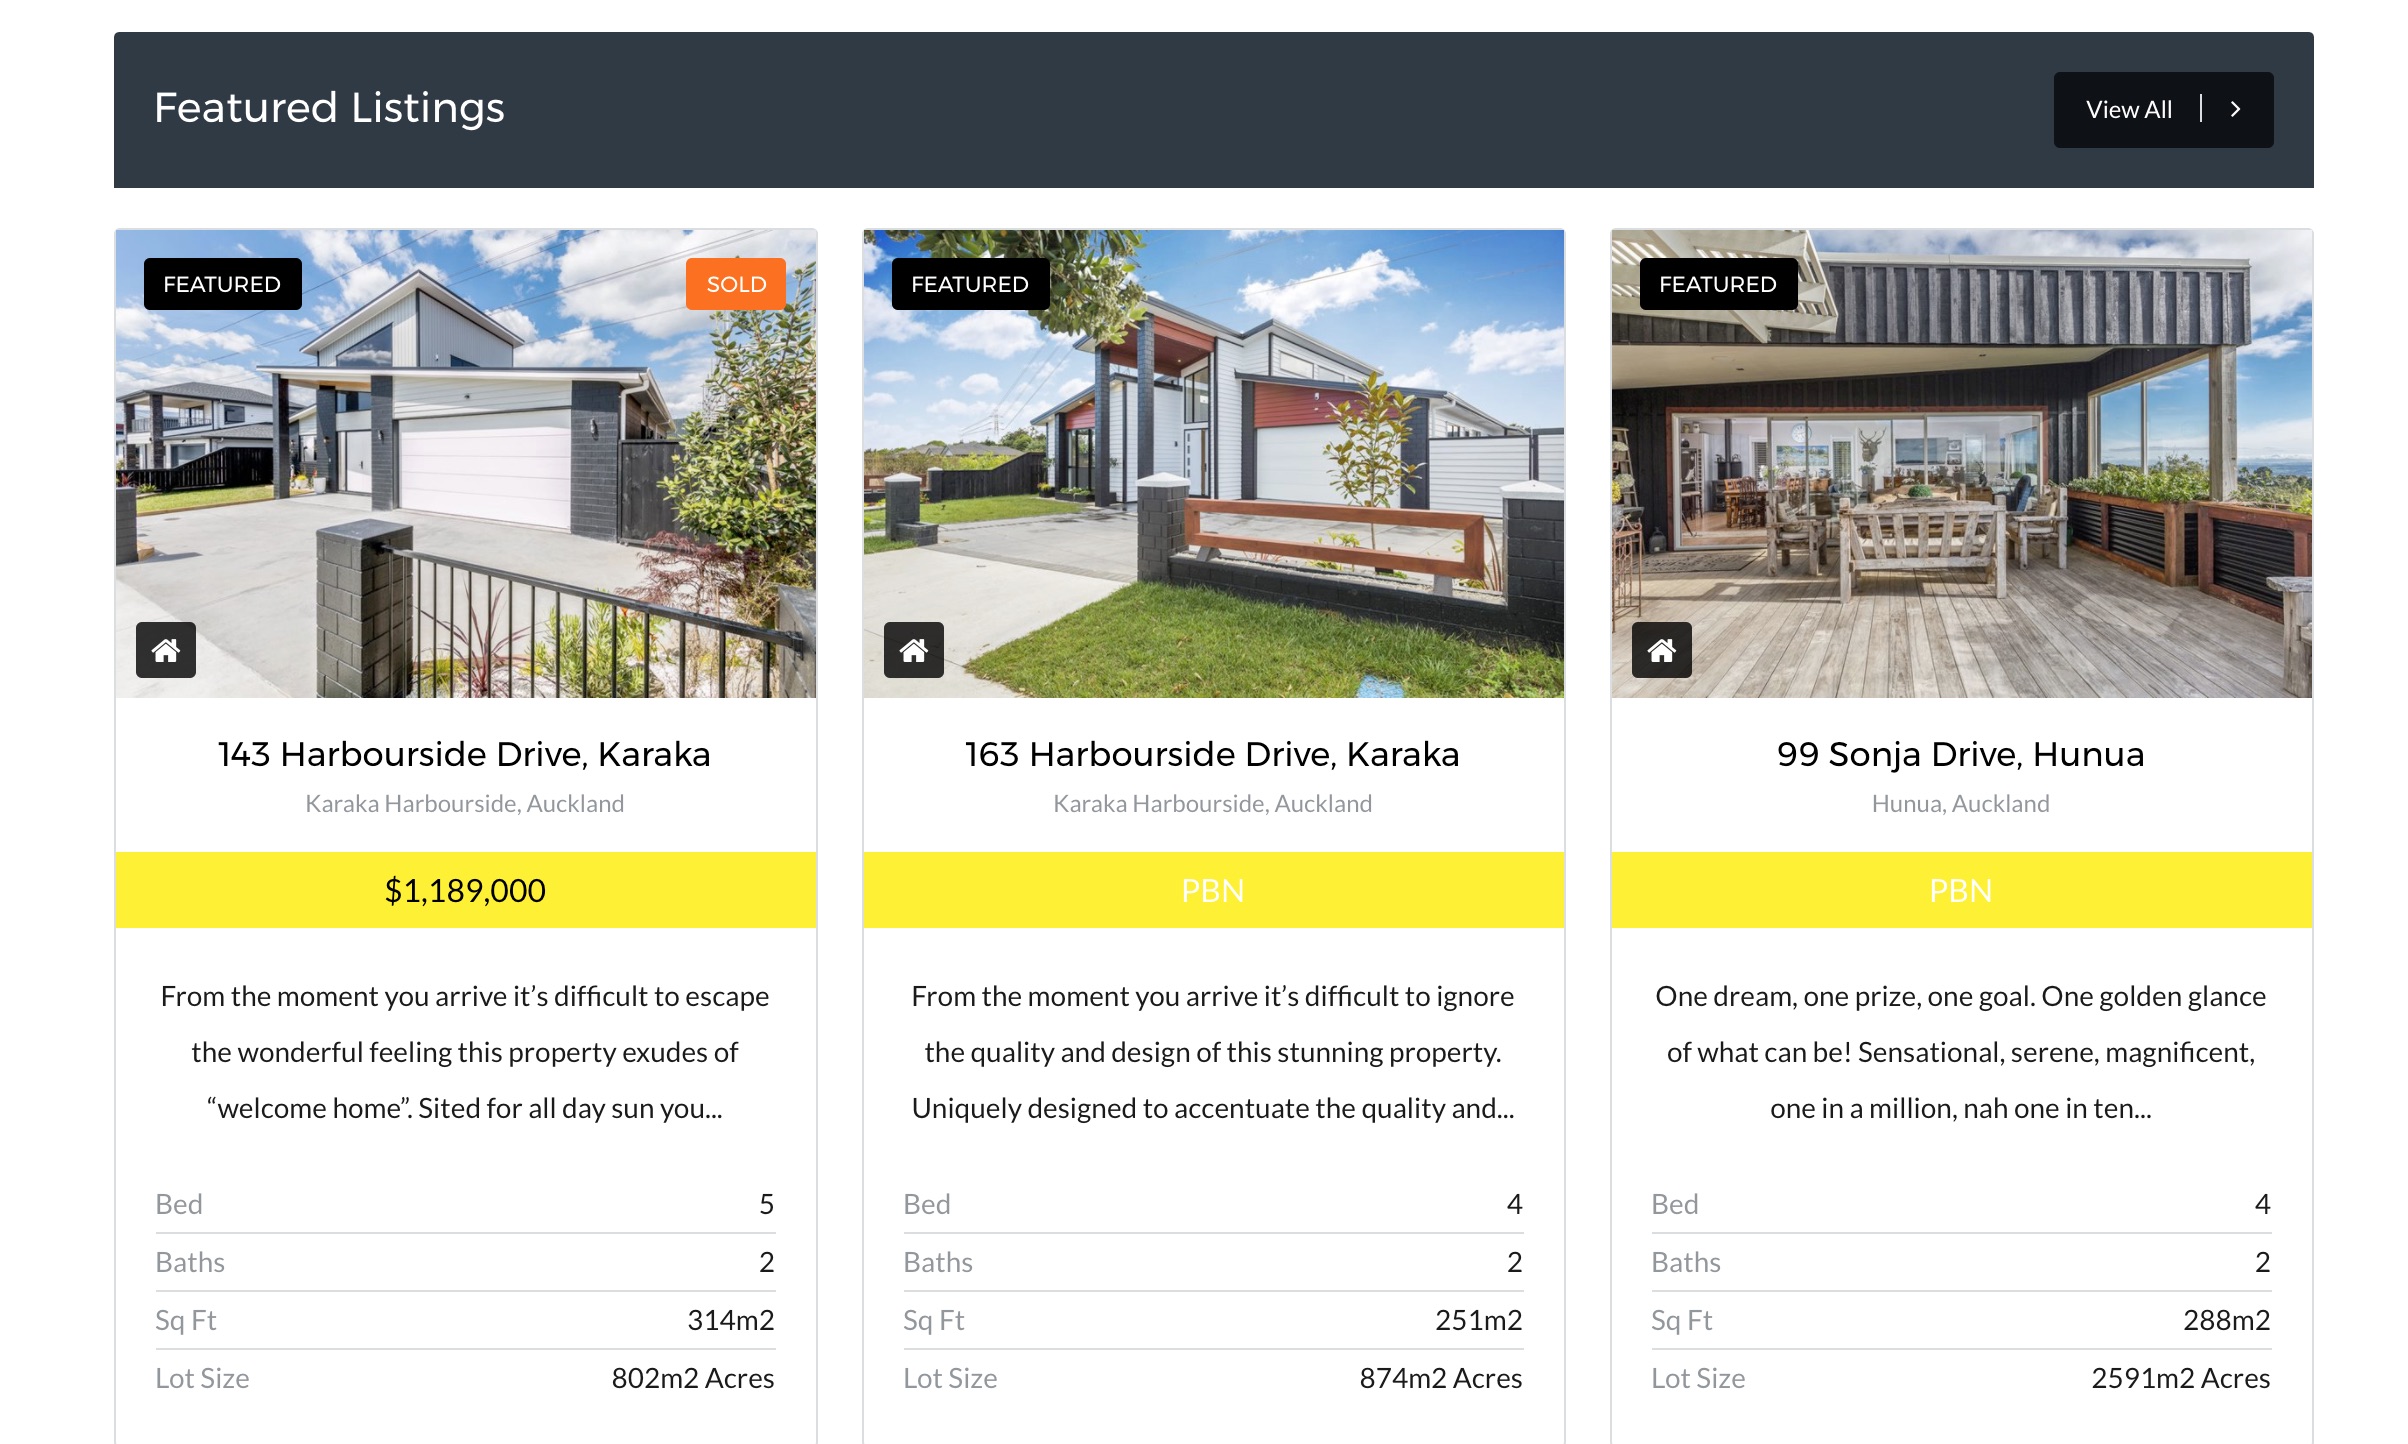 Featured Listings
View All
FEATURED
SOLD
143 Harbourside Drive, Karaka
Karaka Harbourside, Auckland
$1,189,000
From the moment you arrive it’s difficult to escape
the wonderful feeling this property exudes of
“welcome home”. Sited for all day sun you...
Bed 5
Baths 2
Sq Ft 314m2
Lot Size 802m2 Acres
FEATURED
163 Harbourside Drive, Karaka
Karaka Harbourside, Auckland
PBN
From the moment you arrive it’s difficult to ignore
the quality and design of this stunning property.
Uniquely designed to accentuate the quality and...
Bed 4
Baths 2
Sq Ft 251m2
Lot Size 874m2 Acres
FEATURED
99 Sonja Drive, Hunua
Hunua, Auckland
PBN
One dream, one prize, one goal. One golden glance
of what can be! Sensational, serene, magnificent,
one in a million, nah one in ten...
Bed 4
Baths 2
Sq Ft 288m2
Lot Size 2591m2 Acres